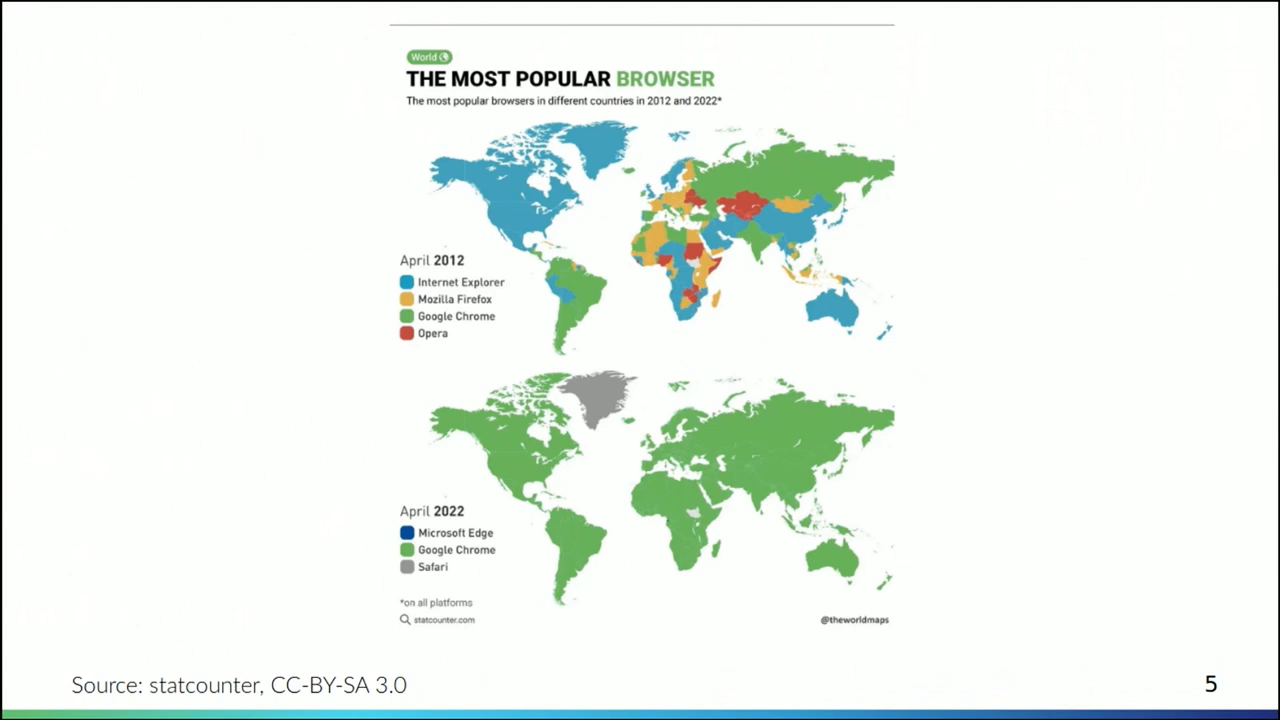 World
THE MOST POPULAR BROWSER
The most popular browsers in different countries in 2012 and 2022*
April 2012
Internet Explorer
Mozilla Firefox
Google Chrome
Opera
April 2022
Microsoft Edge
Google Chrome
Safari
*on all platforms
statcounter.com
@theworldmaps
Source: statcounter, CC-BY-SA 3.0
5